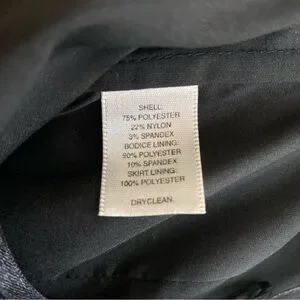 SHELL:
75% POLYESTER
22% NYLON
3% SPANDEX
BODICE LINING:
90% POLYESTER
10% SPANDEX
SKIRT LINING:
100% POLYESTER
DRYCLEAN